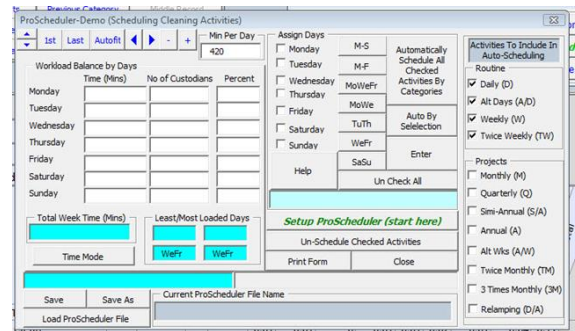 Previous Category
Middle Record
ProScheduler-Demo (Scheduling Cleaning Activities)
1st Last Autofit - +
Min Per Day
420
Workload Balance by Days
Time (Mins) No of Custodians Percent
Monday
Tuesday
Wednesday
Thursday
Friday
Saturday
Sunday
Total Week Time (Mins)
Time Mode
Least/Most Loaded Days
WeFr WeFr
Save Save As
Load ProScheduler File
Current ProScheduler File Name
Assign Days
Monday
Tuesday
Wednesday
Thursday
Friday
Saturday
Sunday
Help
M-S
M-F
MoWeFr
MoWe
TuTh
WeFr
SaSu
Automatically
Schedule All
Checked
Activities By
Categories
Auto By
Selelection
Enter
Un Check All
Setup ProScheduler (start here)
Un-Schedule Checked Activities
Print Form Close
Activities To Include In
Auto-Scheduling
Routine
Daily (D)
Alt Days (A/D)
Weekly (W)
Twice Weekly (TW)
Projects
Monthly (M)
Quarterly (Q)
Simi-Annual (S/A)
Annual (A)
Alt Wks (A/W)
Twice Monthly (TM)
3 Times Monthly (3M)
Relamping (D/A)